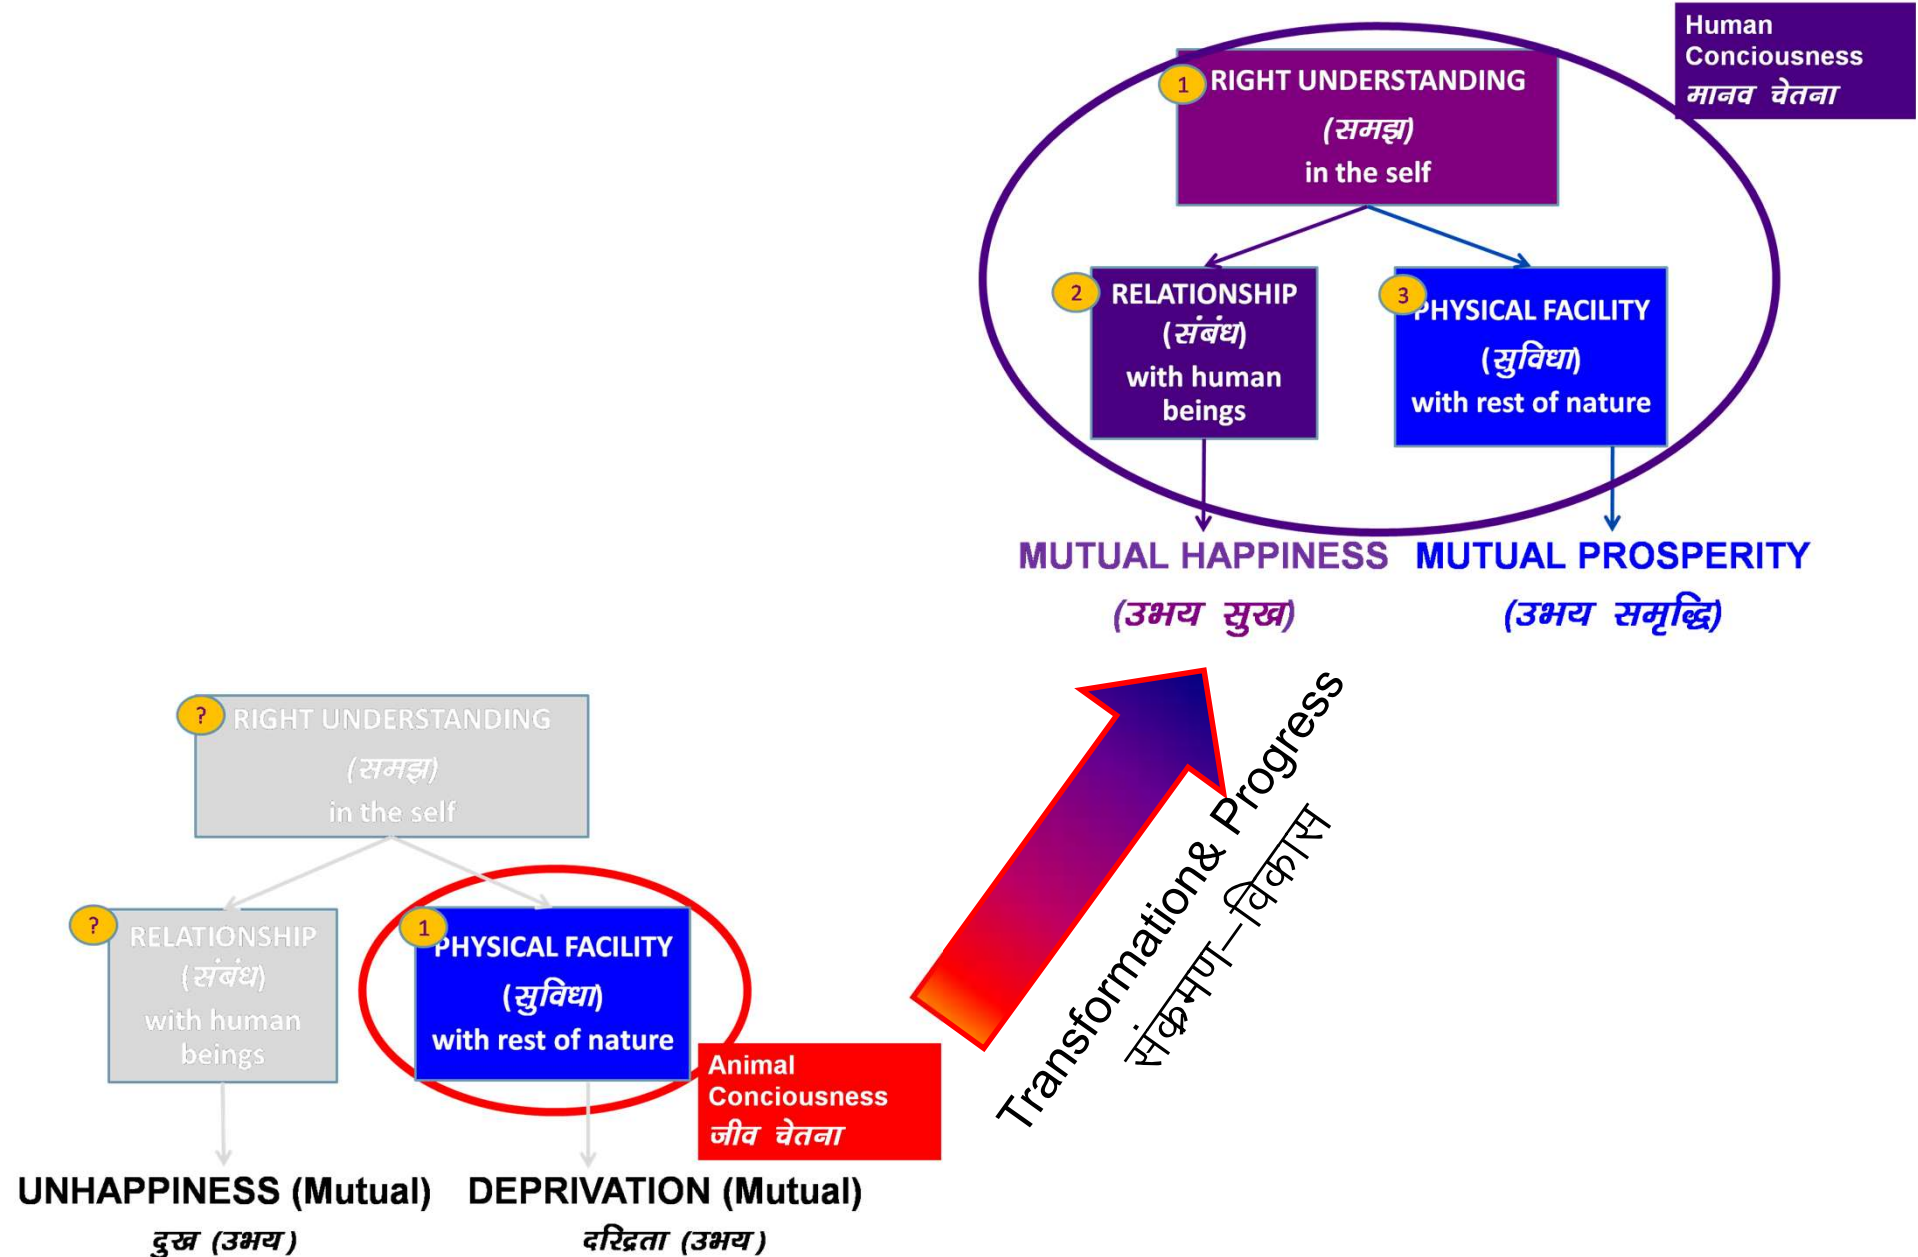 Human
Conciousness
मानव चेतना
1
RIGHT UNDERSTANDING
(समझ)
in the self
2
RELATIONSHIP
(संबंध)
with human
beings
3
PHYSICAL FACILITY
(सुविधा)
with rest of nature
MUTUAL HAPPINESS
(उभय सुख)
MUTUAL PROSPERITY
(उभय समृद्धि)
Transformation& Progress
संक्रमण–विकास
?
RIGHT UNDERSTANDING
(समझ)
in the self
?
RELATIONSHIP
(संबंध)
with human
beings
1
PHYSICAL FACILITY
(सुविधा)
with rest of nature
Animal
Conciousness
जीव चेतना
UNHAPPINESS (Mutual)
दुख (उभय)
DEPRIVATION (Mutual)
दरिद्रता (उभय)